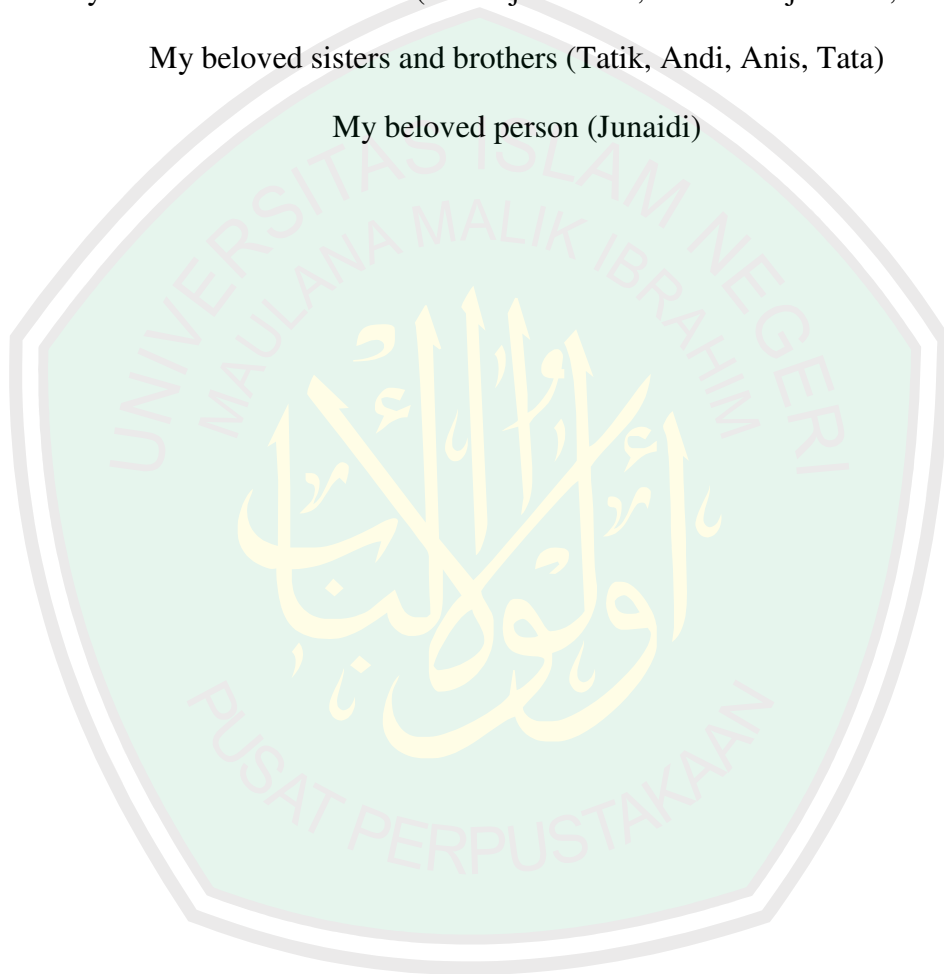 My beloved sisters and brothers (Tatik, Andi, Anis, Tata)
My beloved person (Junaidi)
UNIVERSITAS ISLAM NEGERI
MAULANA MALIK IBRAHIM
أولوا الألباب
PUSAT PERPUSTAKAAN